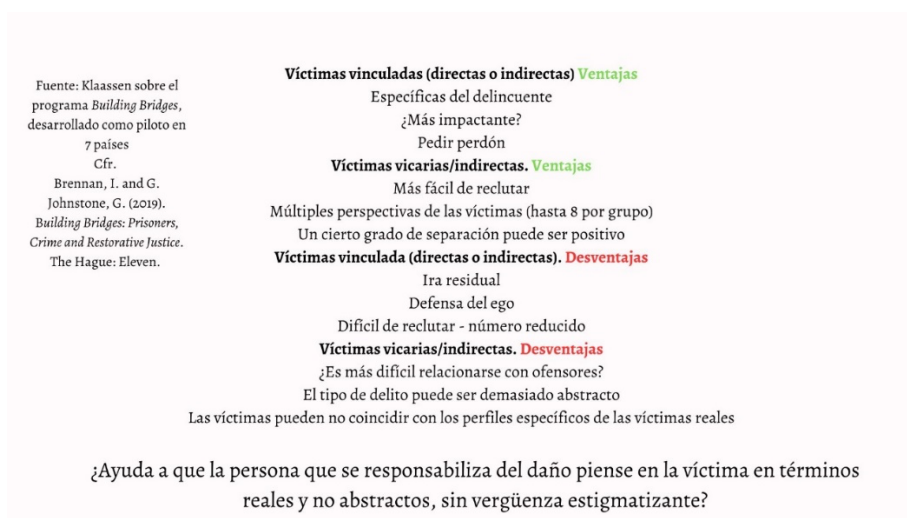 Fuente: Klaassen sobre el
programa Building Bridges,
desarrollado como piloto en
7 países
Cfr.
Brennan, I. and G.
Johnstone, G. (2019).
Building Bridges: Prisoners,
Crime and Restorative Justice.
The Hague: Eleven.
Víctimas vinculadas (directas o indirectas) Ventajas
Específicas del delincuente
¿Más impactante?
Pedir perdón
Víctimas vicarias/indirectas. Ventajas
Más fácil de reclutar
Múltiples perspectivas de las víctimas (hasta 8 por grupo)
Un cierto grado de separación puede ser positivo
Víctimas vinculada (directas o indirectas). Desventajas
Ira residual
Defensa del ego
Difícil de reclutar - número reducido
Víctimas vicarias/indirectas. Desventajas
¿Es más difícil relacionarse con ofensores?
El tipo de delito puede ser demasiado abstracto
Las víctimas pueden no coincidir con los perfiles específicos de las víctimas reales
¿Ayuda a que la persona que se responsabiliza del daño piense en la víctima en términos
reales y no abstractos, sin vergüenza estigmatizante?